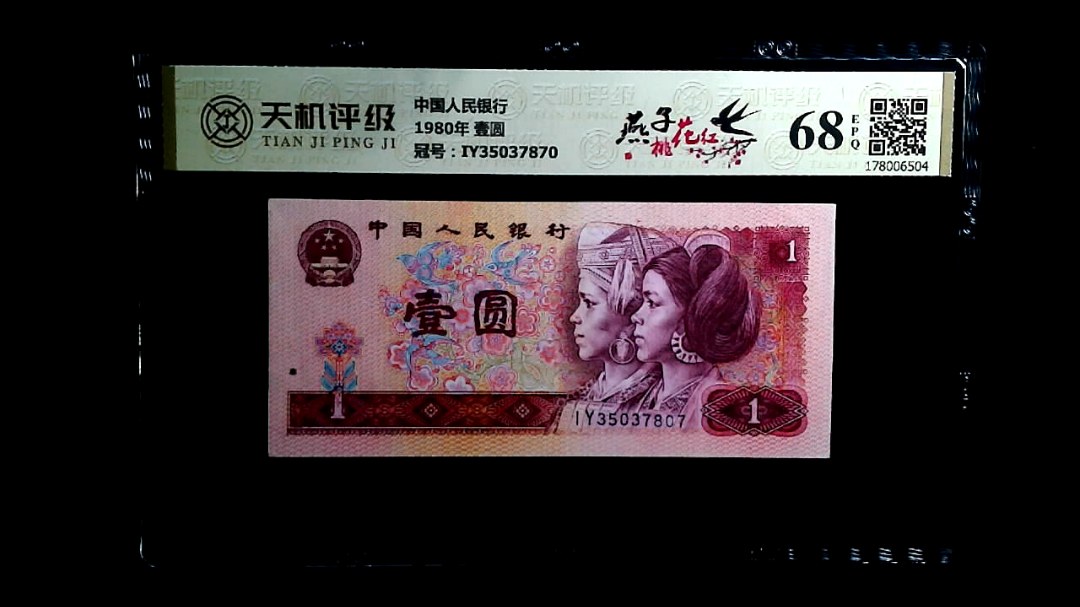 天机评级
TIAN JI PING JI
中国人民银行
1980年 壹圆
冠号：IY35037870
燕子
桃花红
68
EPQ
178006504
中国人民银行
1
壹圆
1
IY35037807
1